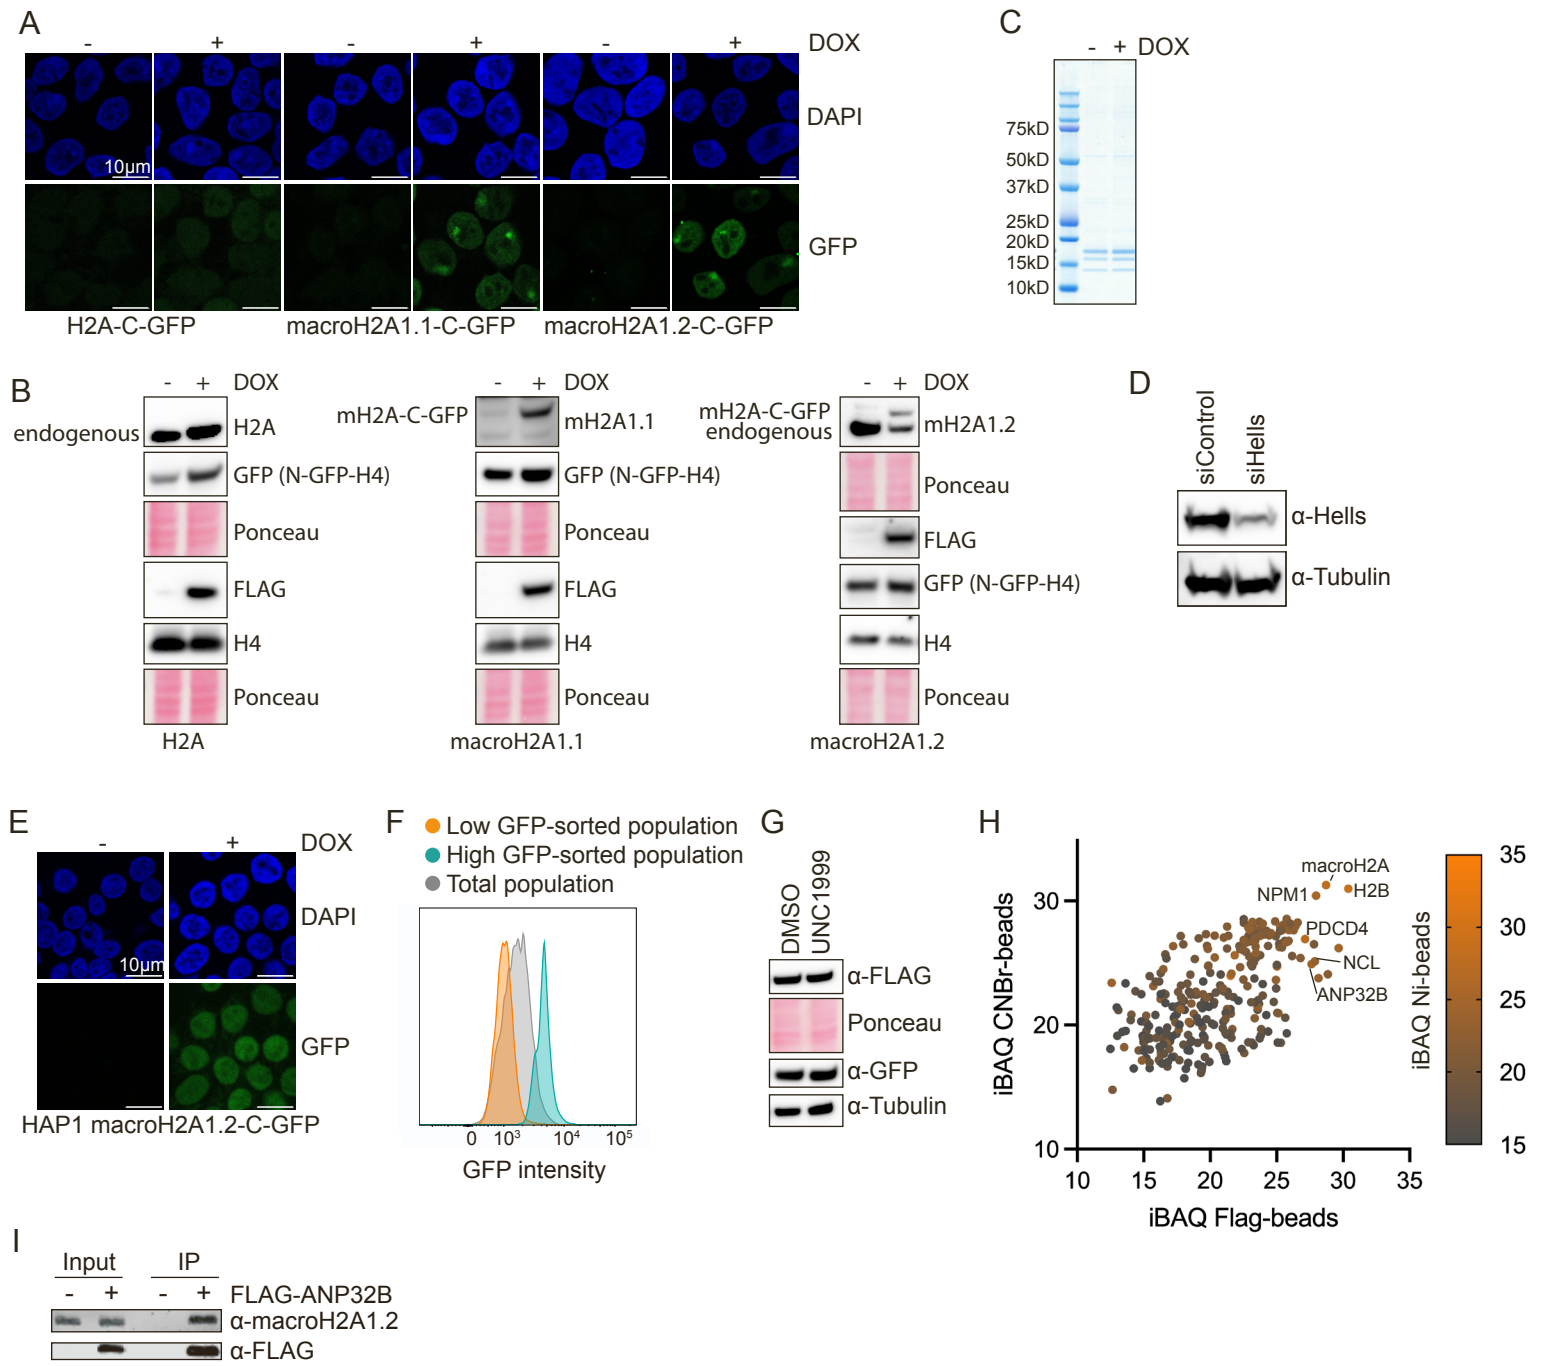 A
- + - + - + DOX
DAPI
10µm
GFP
H2A-C-GFP macroH2A1.1-C-GFP macroH2A1.2-C-GFP
C
- + DOX
75kD
50kD
37kD
25kD
20kD
15kD
10kD
B
- + DOX
endogenous H2A
GFP (N-GFP-H4)
Ponceau
FLAG
H4
Ponceau
H2A
- + DOX
mH2A-C-GFP mH2A1.1
GFP (N-GFP-H4)
Ponceau
FLAG
H4
Ponceau
macroH2A1.1
- + DOX
mH2A-C-GFP
endogenous mH2A1.2
Ponceau
FLAG
GFP (N-GFP-H4)
H4
Ponceau
macroH2A1.2
D
siControl
siHells
α-Hells
α-Tubulin
E
- + DOX
DAPI
10µm
GFP
HAP1 macroH2A1.2-C-GFP
F
Low GFP-sorted population
High GFP-sorted population
Total population
0 10³ 10⁴ 10⁵
GFP intensity
G
DMSO
UNC1999
α-FLAG
Ponceau
α-GFP
α-Tubulin
H
iBAQ CNBr-beads
30
20
10
10 15 20 25 30 35
iBAQ Flag-beads
macroH2A
NPM1
H2B
PDCD4
NCL
ANP32B
iBAQ Ni-beads
35
30
25
20
15
I
Input IP
- + - + FLAG-ANP32B
α-macroH2A1.2
α-FLAG